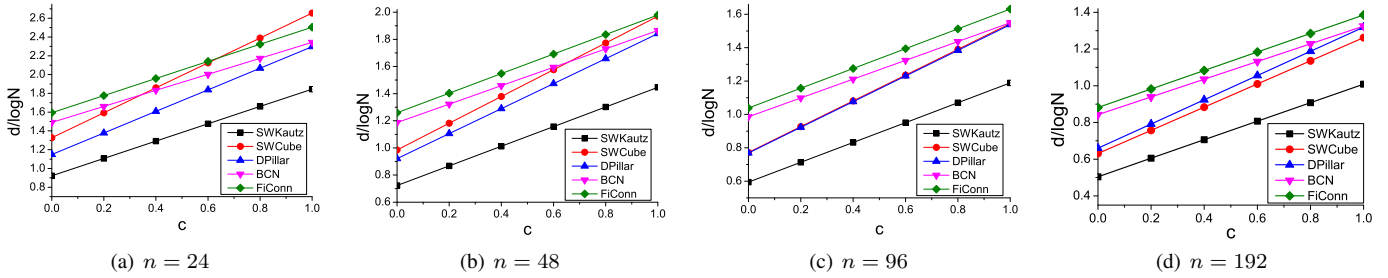 d/logN
2.6
2.4
2.2
2.0
1.8
1.6
1.4
1.2
1.0
0.8
SWKautz
SWCube
DPillar
BCN
FiConn
0.0 0.2 0.4 0.6 0.8 1.0
c
(a) n = 24
d/logN
2.0
1.8
1.6
1.4
1.2
1.0
0.8
0.6
SWKautz
SWCube
DPillar
BCN
FiConn
0.0 0.2 0.4 0.6 0.8 1.0
c
(b) n = 48
d/logN
1.6
1.4
1.2
1.0
0.8
0.6
SWKautz
SWCube
DPillar
BCN
FiConn
0.0 0.2 0.4 0.6 0.8 1.0
c
(c) n = 96
d/logN
1.4
1.2
1.0
0.8
0.6
0.4
SWKautz
SWCube
DPillar
BCN
FiConn
0.0 0.2 0.4 0.6 0.8 1.0
c
(d) n = 192